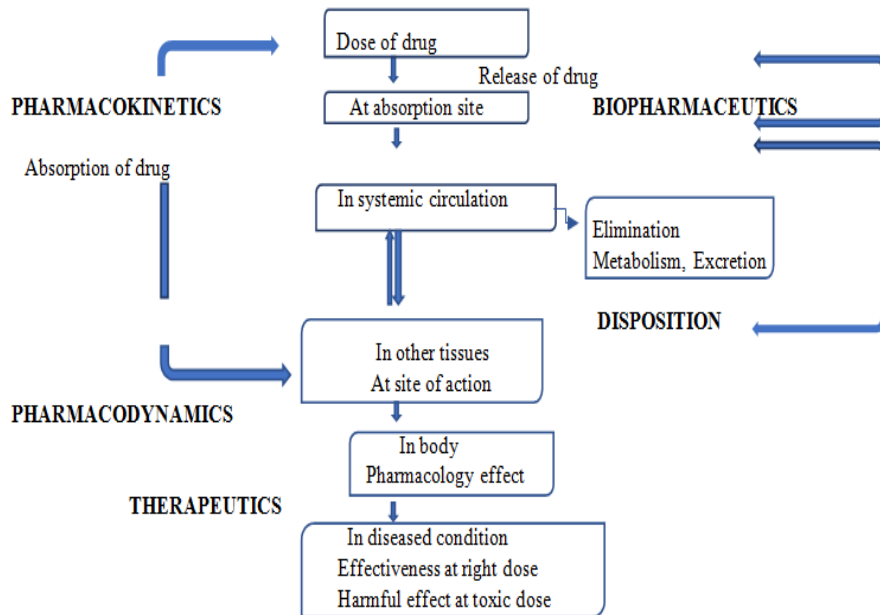 Dose of drug
Release of drug
PHARMACOKINETICS
At absorption site
BIOPHARMACEUTICS
Absorption of drug
In systemic circulation
Elimination
Metabolism, Excretion
DISPOSITION
In other tissues
At site of action
PHARMACODYNAMICS
In body
Pharmacology effect
THERAPEUTICS
In diseased condition
Effectiveness at right dose
Harmful effect at toxic dose